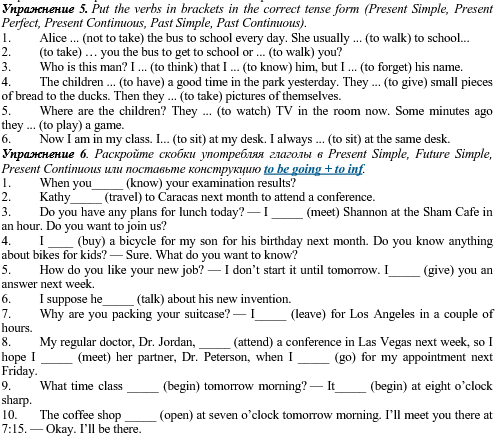 Упражнение 5. Put the verbs in brackets in the correct tense form (Present Simple, Present
Perfect, Present Continuous, Past Simple, Past Continuous).
1. Alice ... (not to take) the bus to school every day. She usually ... (to walk) to school...
2. (to take) … you the bus to get to school or ... (to walk) you?
3. Who is this man? I ... (to think) that I ... (to know) him, but I ... (to forget) his name.
4. The children ... (to have) a good time in the park yesterday. They ... (to give) small pieces
of bread to the ducks. Then they ... (to take) pictures of themselves.
5. Where are the children? They ... (to watch) TV in the room now. Some minutes ago
they ... (to play) a game.
6. Now I am in my class. I... (to sit) at my desk. I always ... (to sit) at the same desk.
Упражнение 6. Раскройте скобки употребляя глаголы в Present Simple, Future Simple,
Present Continuous или поставьте конструкцию to be going + to inf.
1. When you_____ (know) your examination results?
2. Kathy_____ (travel) to Caracas next month to attend a conference.
3. Do you have any plans for lunch today? — I _____ (meet) Shannon at the Sham Cafe in
an hour. Do you want to join us?
4. I ____ (buy) a bicycle for my son for his birthday next month. Do you know anything
about bikes for kids? — Sure. What do you want to know?
5. How do you like your new job? — I don't start it until tomorrow. I_____ (give) you an
answer next week.
6. I suppose he_____ (talk) about his new invention.
7. Why are you packing your suitcase? — I_____ (leave) for Los Angeles in a couple of
hours.
8. My regular doctor, Dr. Jordan, _____ (attend) a conference in Las Vegas next week, so I
hope I _____ (meet) her partner, Dr. Peterson, when I _____ (go) for my appointment next
Friday.
9. What time class _____ (begin) tomorrow morning? — It_____ (begin) at eight o'clock
sharp.
10. The coffee shop _____ (open) at seven o'clock tomorrow morning. I'll meet you there at
7:15. — Okay. I'll be there.